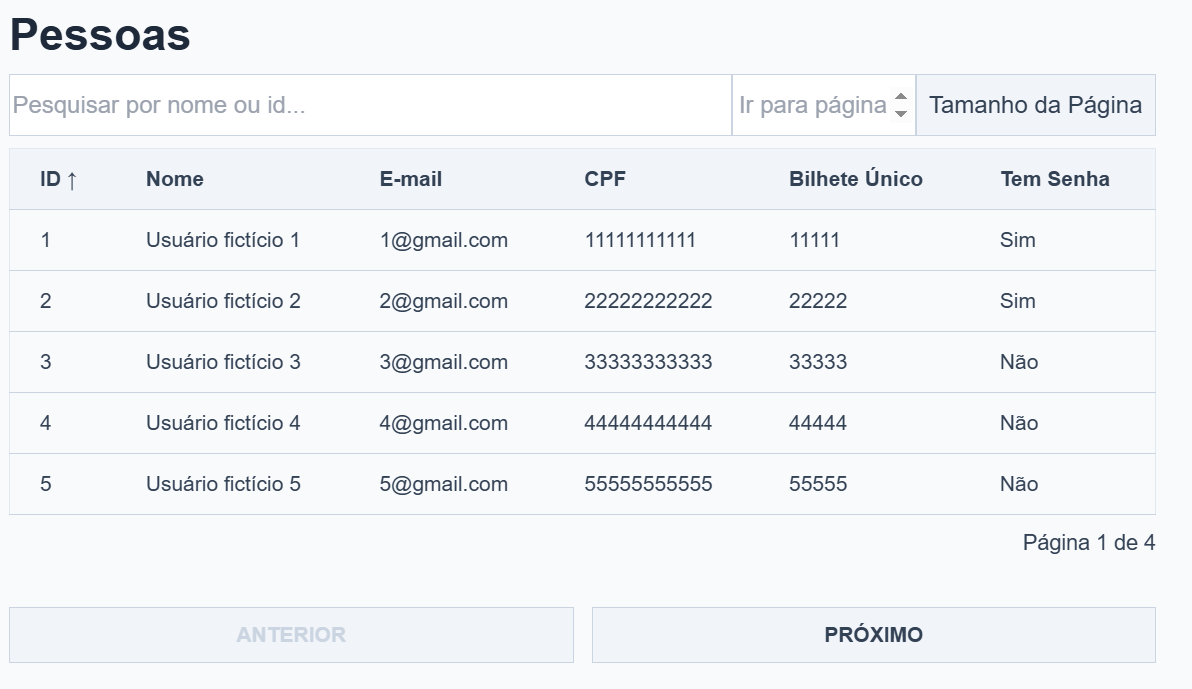 Pessoas
Pesquisar por nome ou id... Ir para página Tamanho da Página
ID ↑ Nome E-mail CPF Bilhete Único Tem Senha
1 Usuário fictício 1 1@gmail.com 11111111111 11111 Sim
2 Usuário fictício 2 2@gmail.com 22222222222 22222 Sim
3 Usuário fictício 3 3@gmail.com 33333333333 33333 Não
4 Usuário fictício 4 4@gmail.com 44444444444 44444 Não
5 Usuário fictício 5 5@gmail.com 55555555555 55555 Não
Página 1 de 4
ANTERIOR PRÓXIMO